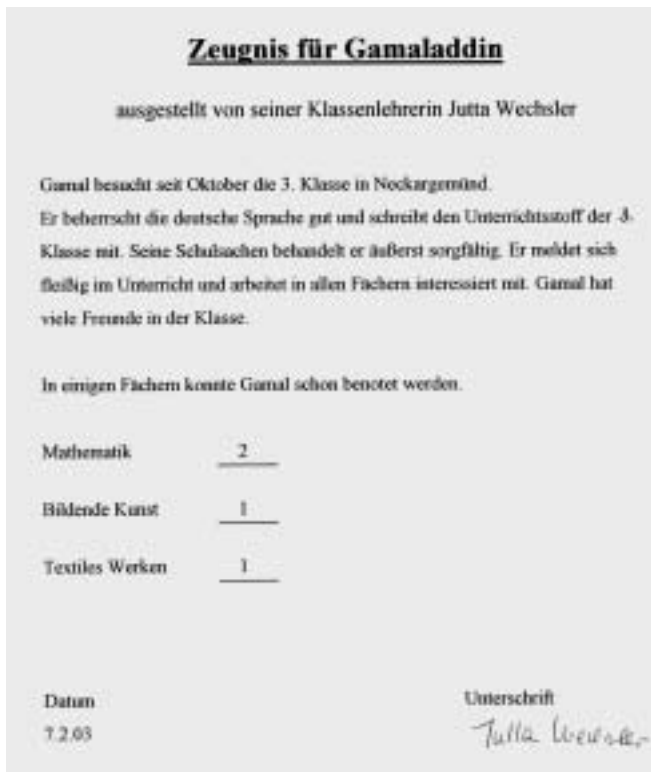 Zeugnis für Gamaladdin
ausgestellt von seiner Klassenlehrerin Jutta Wechsler
Gamal besucht seit Oktober die 3. Klasse in Neckargemünd.
Er beherrscht die deutsche Sprache gut und schreibt den Unterrichtsstoff der 3.
Klasse mit. Seine Schulsachen behandelt er äußerst sorgfältig. Er meldet sich
fleißig im Unterricht und arbeitet in allen Fächern interessiert mit. Gamal hat
viele Freunde in der Klasse.
In einigen Fächern konnte Gamal schon benotet werden.
Mathematik 2
Bildende Kunst 1
Textiles Werken 1
Datum Unterschrift
7.2.03 Jutta Wechsler